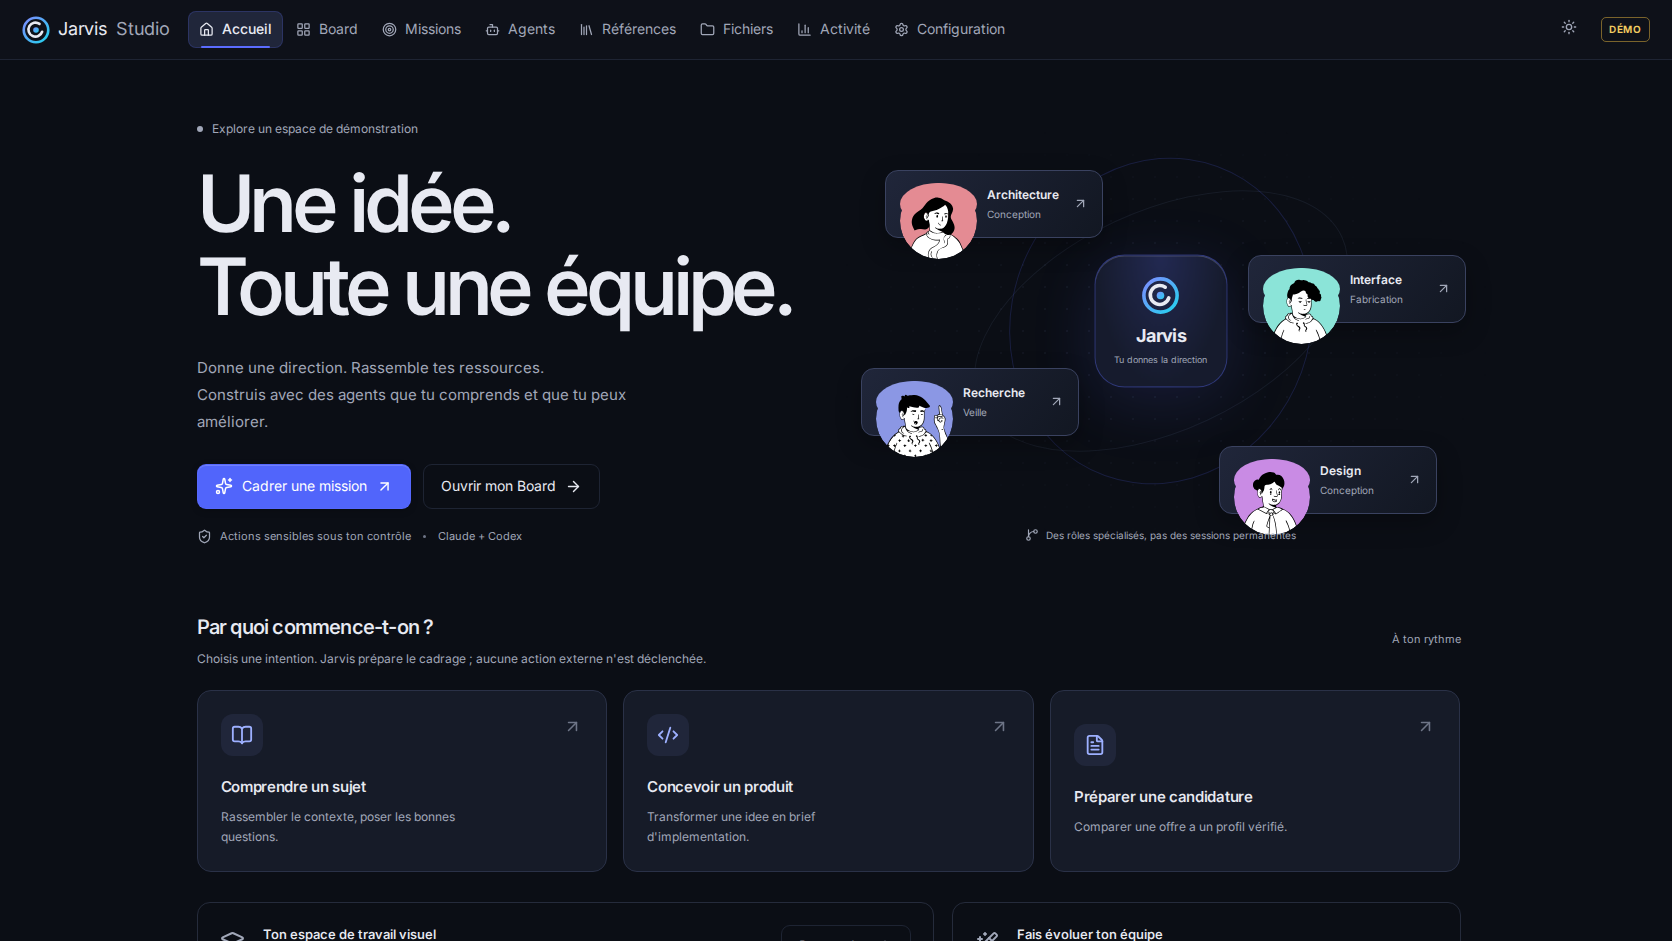 Jarvis Studio
Accueil
Board
Missions
Agents
Références
Fichiers
Activité
Configuration
DÉMO
Explore un espace de démonstration
Une idée.
Toute une équipe.
Donne une direction. Rassemble tes ressources.
Construis avec des agents que tu comprends et que tu peux
améliorer.
Cadrer une mission
Ouvrir mon Board
Actions sensibles sous ton contrôle • Claude + Codex
Architecture
Conception
Interface
Fabrication
Jarvis
Tu donnes la direction
Recherche
Veille
Design
Conception
Des rôles spécialisés, pas des sessions permanentes
Par quoi commence-t-on ?
Choisis une intention. Jarvis prépare le cadrage ; aucune action externe n'est déclenchée.
À ton rythme
Comprendre un sujet
Rassembler le contexte, poser les bonnes
questions.
Concevoir un produit
Transformer une idee en brief
d'implementation.
Préparer une candidature
Comparer une offre a un profil vérifié.
Ton espace de travail visuel
Fais évoluer ton équipe